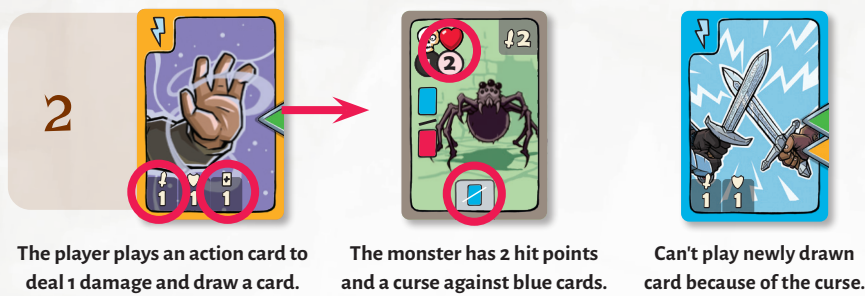 2
1 1 1
2
2
1 1
The player plays an action card to
deal 1 damage and draw a card.
The monster has 2 hit points
and a curse against blue cards.
Can't play newly drawn
card because of the curse.